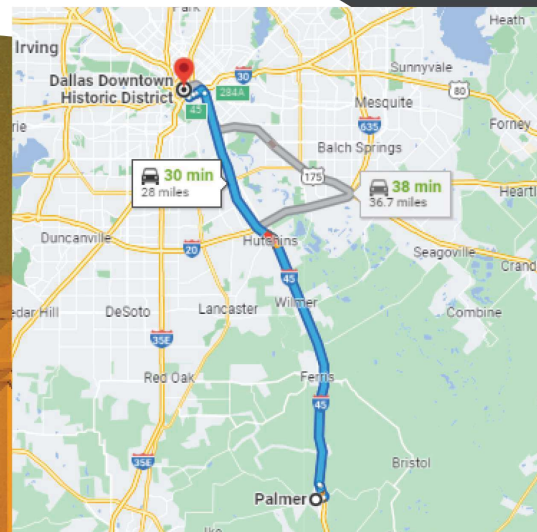 Park
Heath
Irving
30
Sunnyvale
80
Dallas Downtown
Historic District
284A
45
Mesquite
Forney
rie
635
Balch Springs
30 min
28 miles
175
38 min
36.7 miles
Heartl
Duncanville
20
Hutchins
Seagoville
Crand
45
edar Hill
DeSoto
Lancaster
Wilmer
Combine
35E
Red Oak
Ferris
45
35E
Bristol
Palmer
Ike